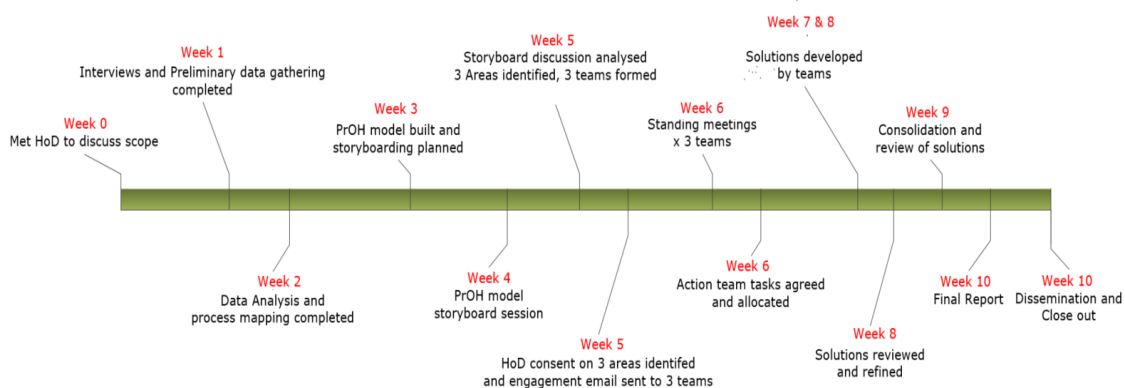 Week 0
Met HoD to discuss scope
Week 1
Interviews and Preliminary data gathering
completed
Week 2
Data Analysis and
process mapping completed
Week 3
PrOH model built and
storyboarding planned
Week 4
PrOH model
storyboard session
Week 5
Storyboard discussion analysed
3 Areas identified, 3 teams formed
Week 5
HoD consent on 3 areas identifed
and engagement email sent to 3 teams
Week 6
Standing meetings
x 3 teams
Week 6
Action team tasks agreed
and allocated
Week 7 & 8
Solutions developed
by teams
Week 8
Solutions reviewed
and refined
Week 9
Consolidation and
review of solutions
Week 10
Final Report
Week 10
Dissemination and
Close out